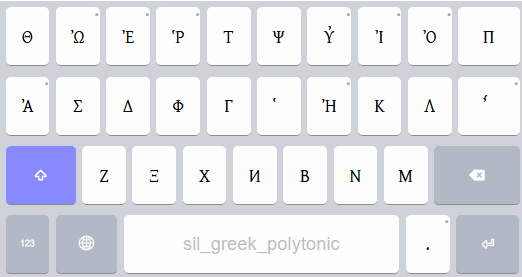 Θ Ὠ Ἐ Ῥ Τ Ψ Υ̓ Ἰ Ὀ Π
Ἀ Σ Δ Φ Γ ῾ Ἠ Κ Λ
Ζ Ξ Χ Ͷ Β Ν Μ
123 sil_greek_polytonic .